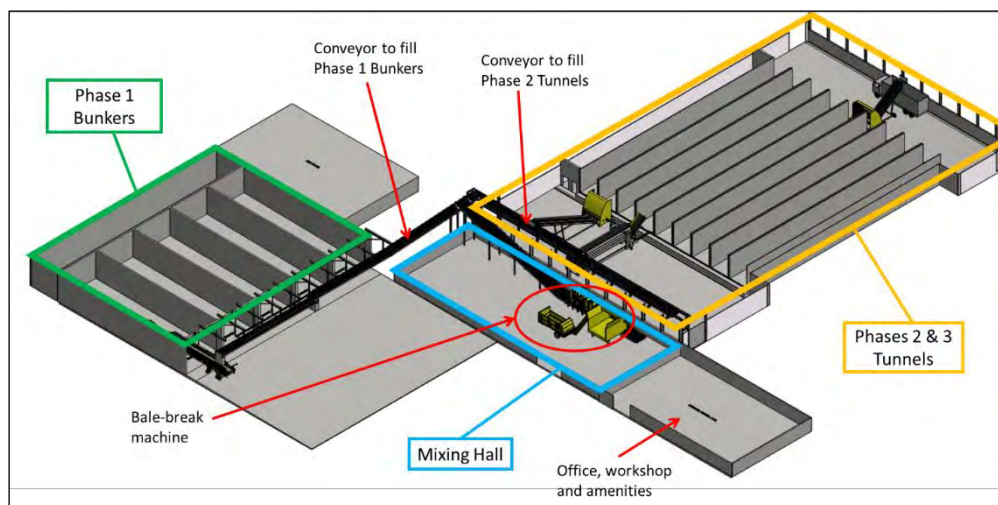 Conveyor to fill
Phase 1 Bunkers
Conveyor to fill
Phase 2 Tunnels
Phase 1
Bunkers
Phases 2 & 3
Tunnels
Bale-break
machine
Mixing Hall
Office, workshop
and amenities